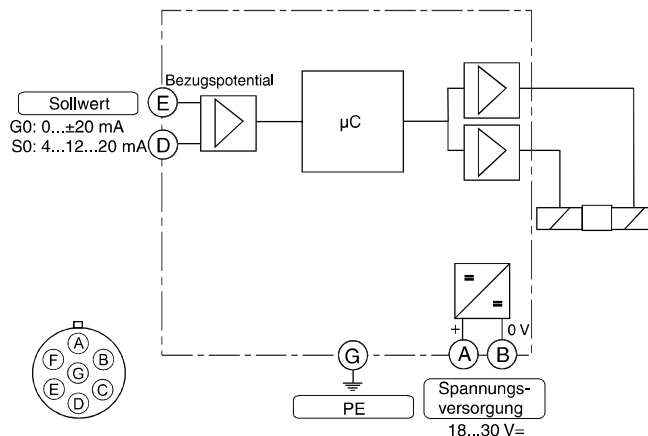 Bezugspotential
Sollwert
E
G0: 0...±20 mA
S0: 4...12...20 mA
D
µC
=
=
+
0 V
G
A
B
PE
Spannungs-
versorgung
18...30 V=
A
F
B
G
E
C
D